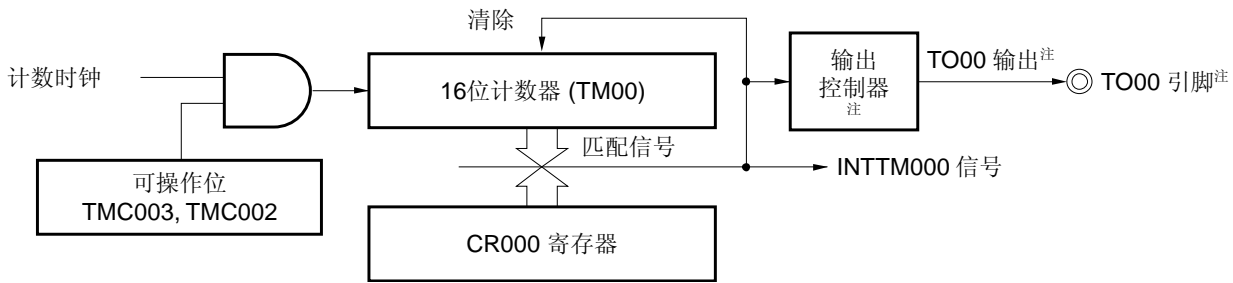 清除
计数时钟
16位计数器 (TM00)
输出
控制器
注
TO00 输出注
TO00 引脚注
匹配信号
INTTM000 信号
可操作位
TMC003, TMC002
CR000 寄存器